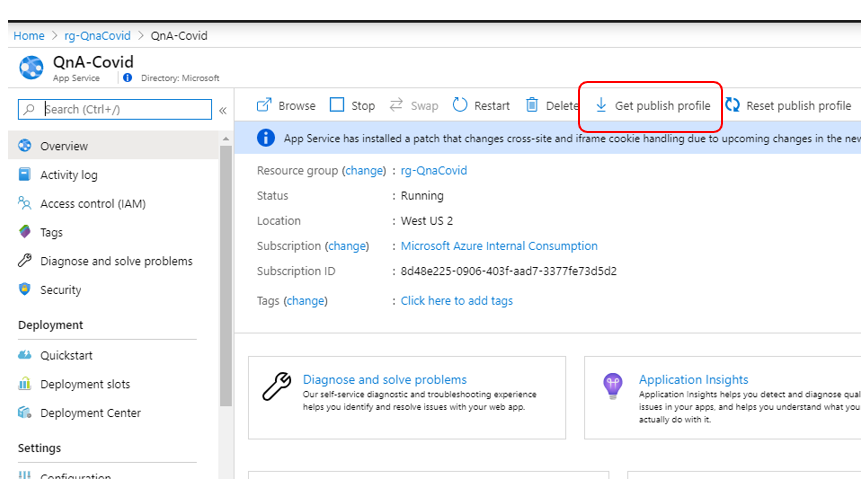 Home > rg-QnaCovid > QnA-Covid
QnA-Covid
App Service
Directory: Microsoft
Search (Ctrl+/)
«
Browse Stop Swap Restart Delete Get publish profile Reset publish profile
App Service has installed a patch that changes cross-site and iframe cookie handling due to upcoming changes in the new
Overview
Activity log
Access control (IAM)
Tags
Diagnose and solve problems
Security
Deployment
Quickstart
Deployment slots
Deployment Center
Settings
Configuration
Resource group (change) : rg-QnaCovid
Status : Running
Location : West US 2
Subscription (change) : Microsoft Azure Internal Consumption
Subscription ID : 8d48e225-0906-403f-aad7-3377fe73d5d2
Tags (change) : Click here to add tags
Diagnose and solve problems
Our self-service diagnostic and troubleshooting experience
helps you identify and resolve issues with your web app.
Application Insights
Application Insights helps you detect and diagnose qual
issues in your apps, and helps you understand what you
actually do with it.